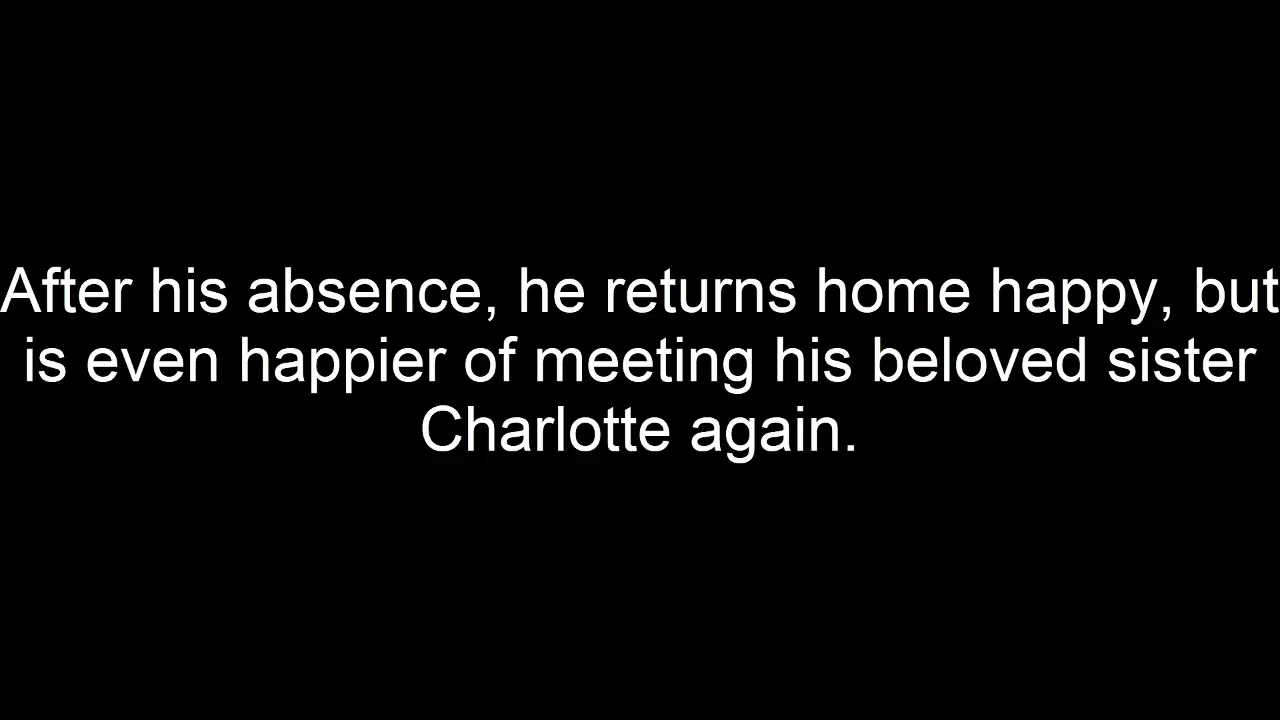 After his absence, he returns home happy, but
is even happier of meeting his beloved sister
Charlotte again.